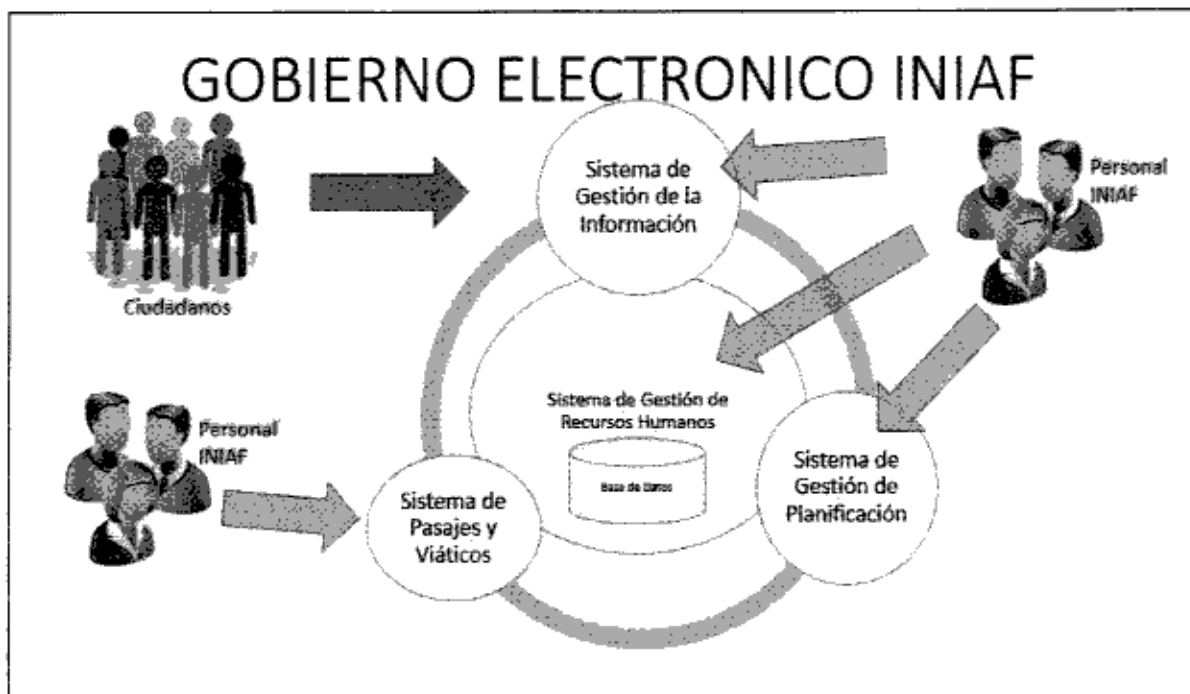 GOBIERNO ELECTRONICO INIAF
Ciudadanos
Sistema de
Gestión de la
Información
Personal
INIAF
Personal
INIAF
Sistema de Gestión de
Recursos Humanos
Base de Datos
Sistema de
Pasajes y
Viáticos
Sistema de
Gestión de
Planificación